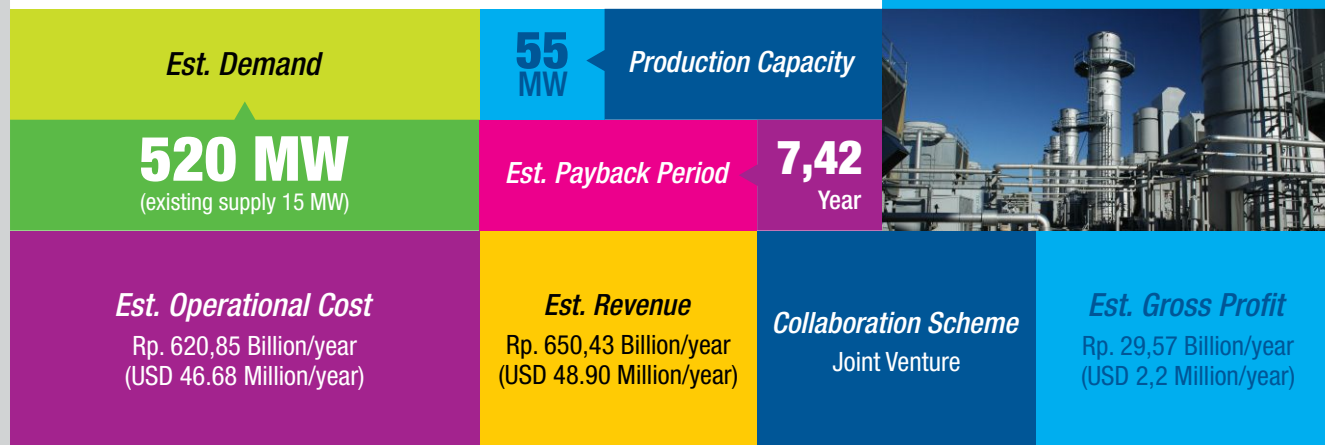 Est. Demand
520 MW
(existing supply 15 MW)
55
MW
Production Capacity
Est. Payback Period
7,42
Year
Est. Operational Cost
Rp. 620,85 Billion/year
(USD 46.68 Million/year)
Est. Revenue
Rp. 650,43 Billion/year
(USD 48.90 Million/year)
Collaboration Scheme
Joint Venture
Est. Gross Profit
Rp. 29,57 Billion/year
(USD 2,2 Million/year)